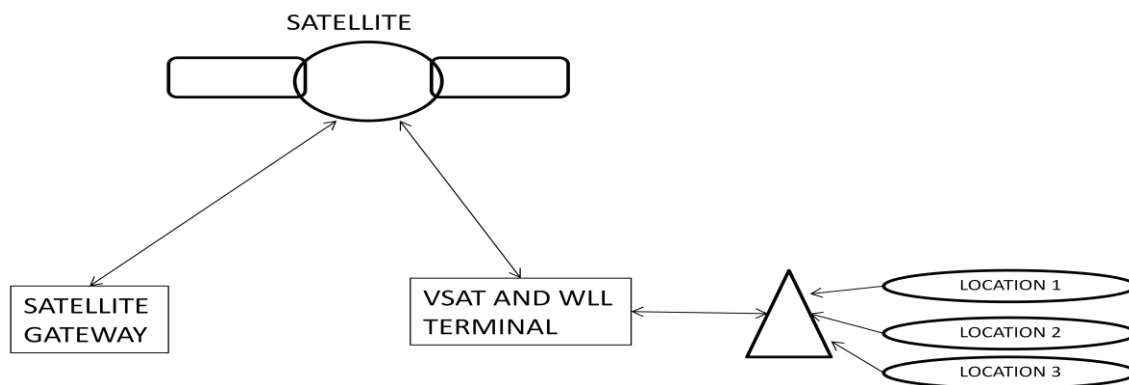 SATELLITE
SATELLITE
GATEWAY
VSAT AND WLL
TERMINAL
LOCATION 1
LOCATION 2
LOCATION 3